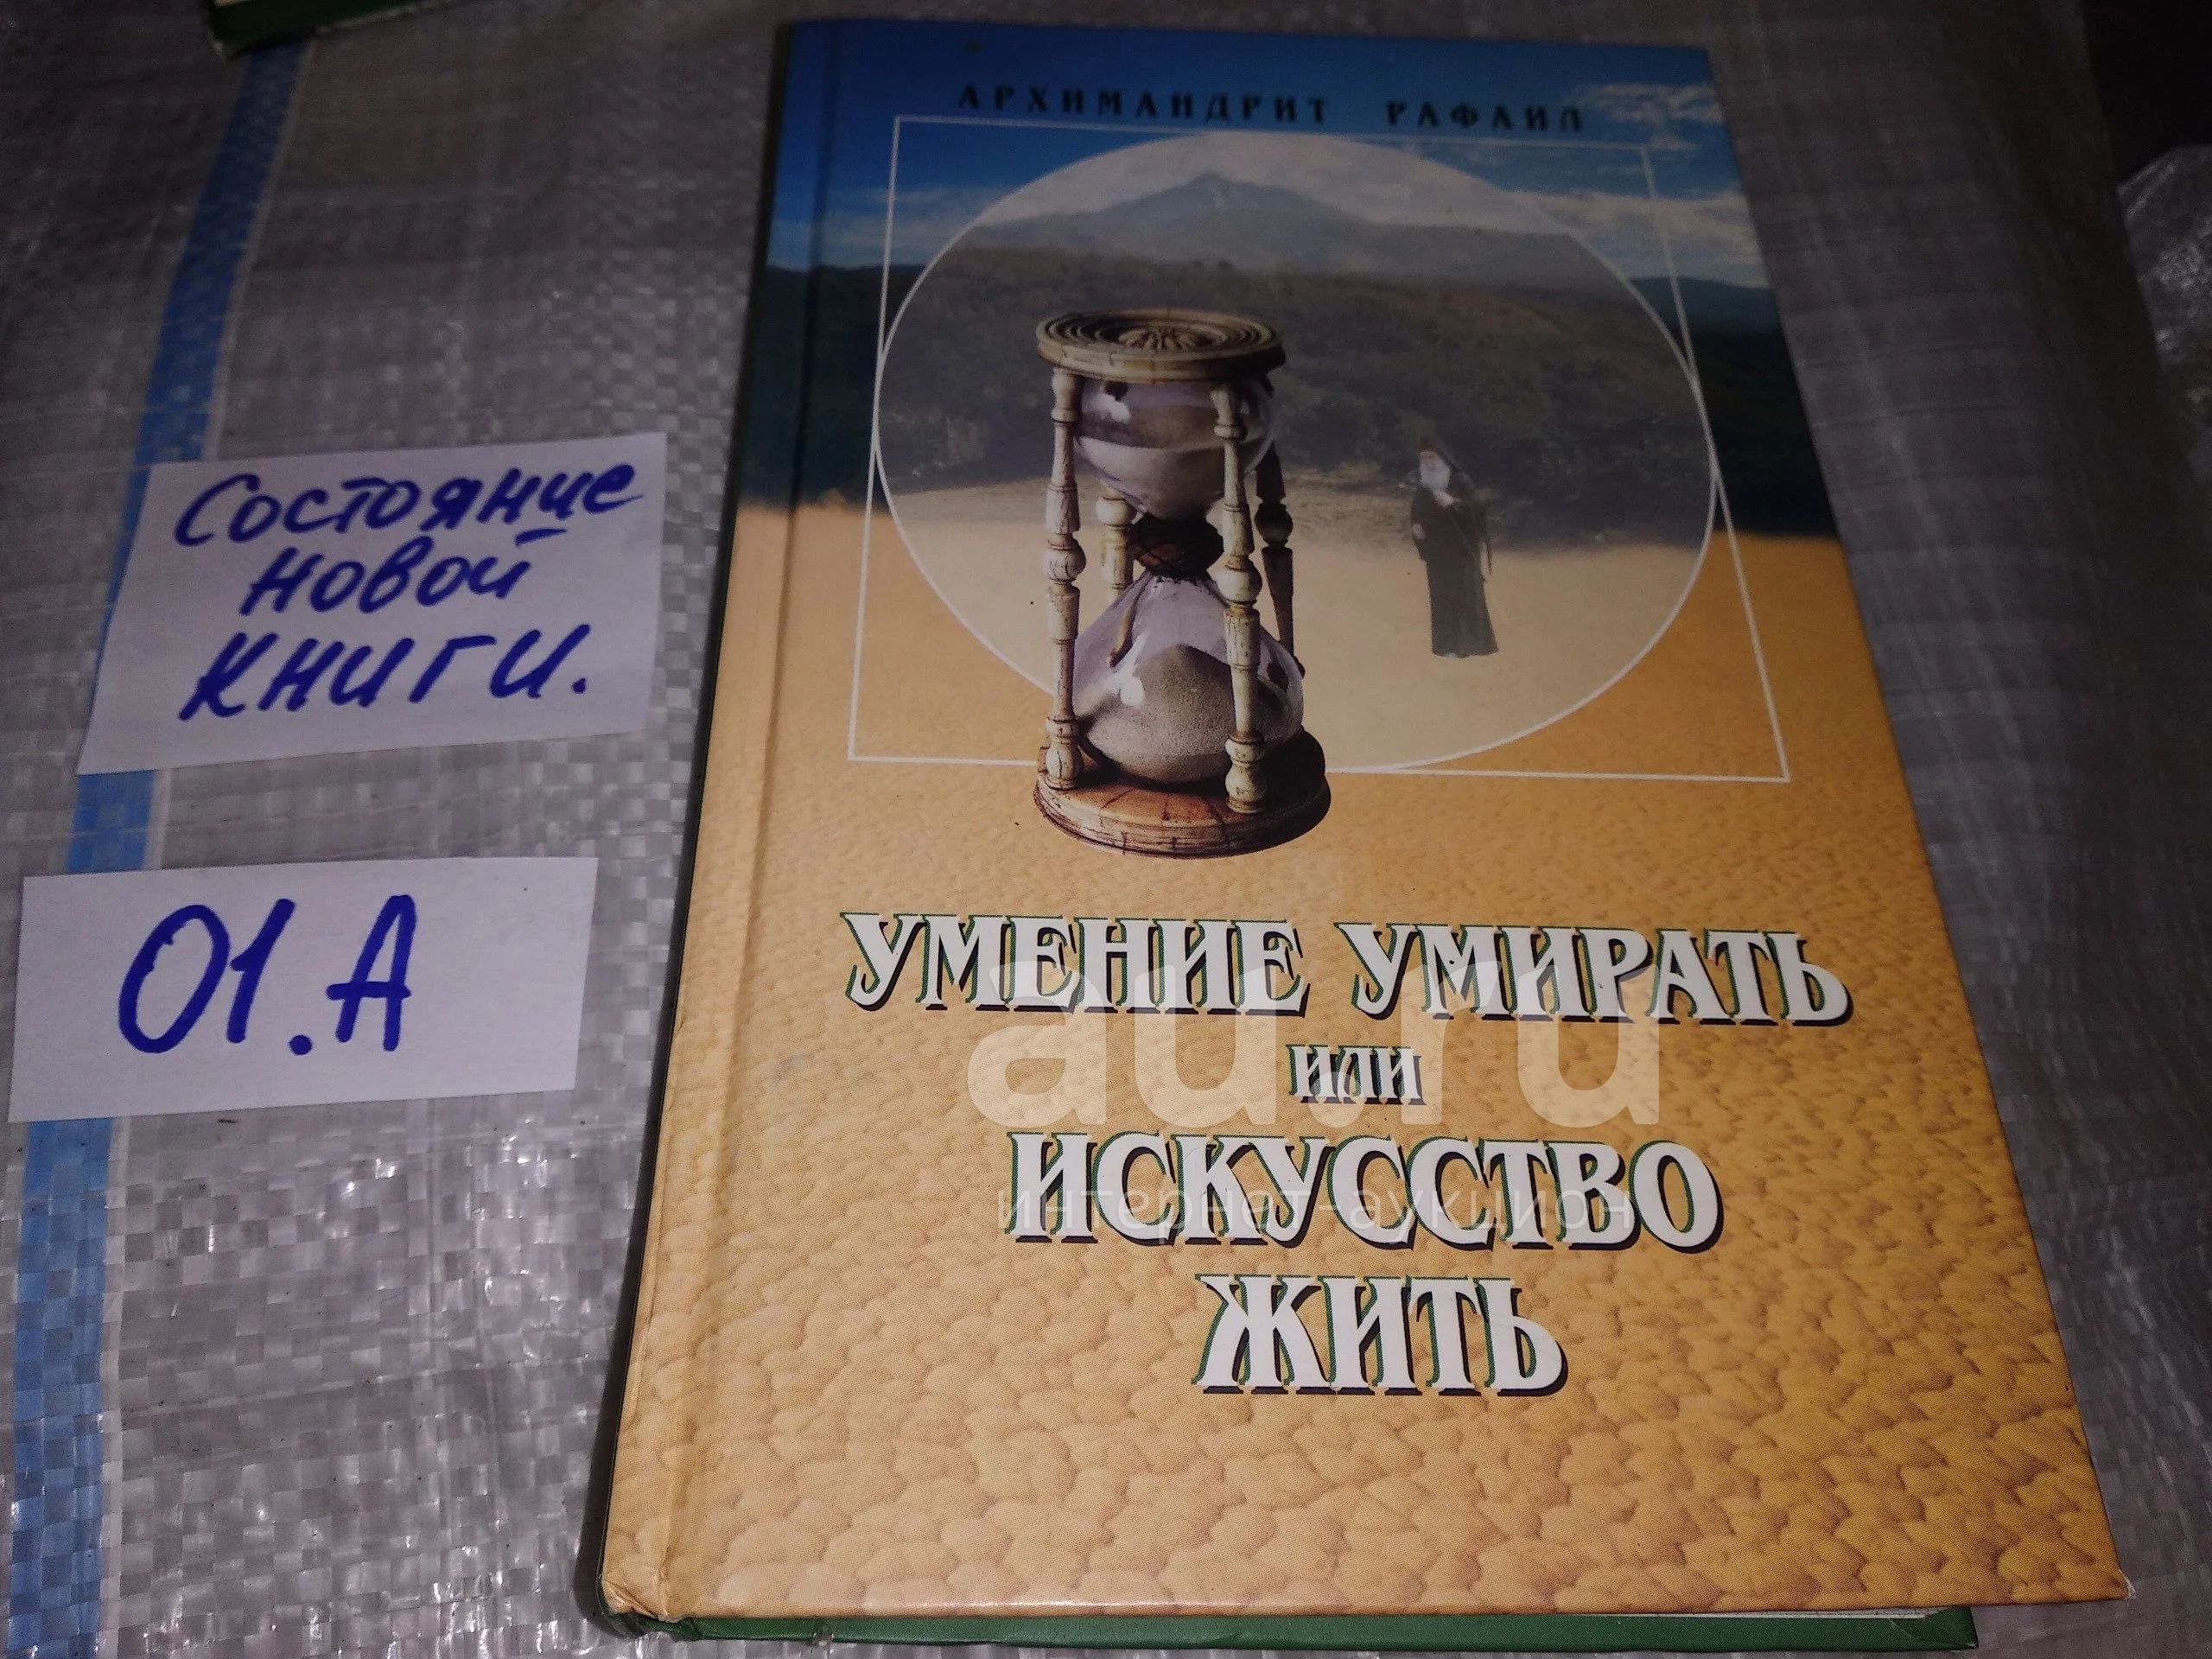 АРХИМАНДРИТ РАФАИЛ
Состояние
новой
книги.
01.А
УМЕНИЕ УМИРАТЬ
ИЛИ
ИСКУССТВО
ЖИТЬ
au.ru
интернет-аукцион